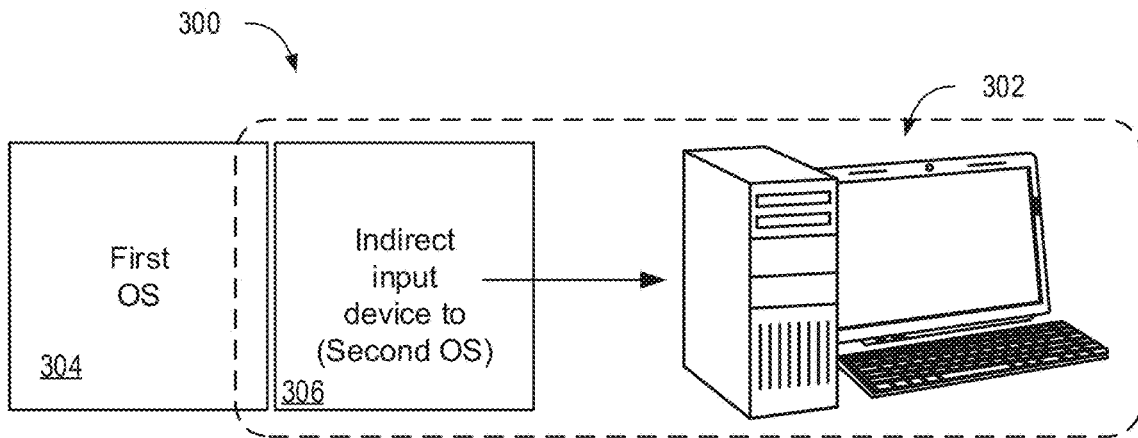 300
302
First
OS
304
Indirect
input
device to
(Second OS)
306